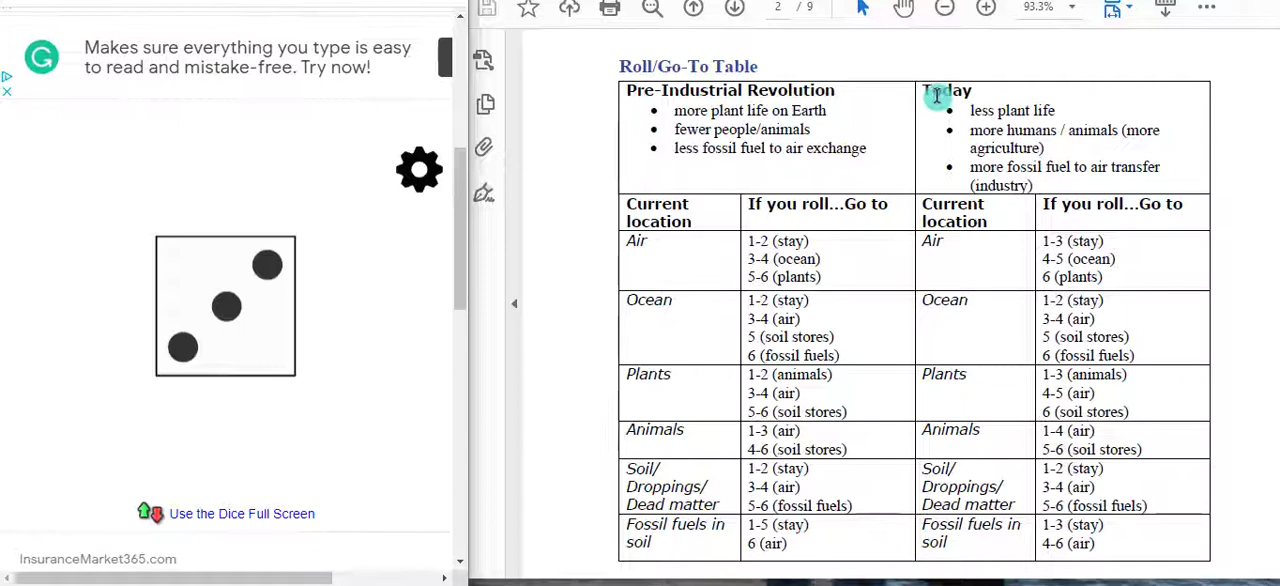 Makes sure everything you type is easy
to read and mistake-free. Try now!
Use the Dice Full Screen
InsuranceMarket365.com
2 / 9
93.3%
Roll/Go-To Table
Pre-Industrial Revolution
• more plant life on Earth
• fewer people/animals
• less fossil fuel to air exchange
Today
• less plant life
• more humans / animals (more
agriculture)
• more fossil fuel to air transfer
(industry)
Current
location
If you roll...Go to
Current
location
If you roll...Go to
Air
1-2 (stay)
3-4 (ocean)
5-6 (plants)
Air
1-3 (stay)
4-5 (ocean)
6 (plants)
Ocean
1-2 (stay)
3-4 (air)
5 (soil stores)
6 (fossil fuels)
Ocean
1-2 (stay)
3-4 (air)
5 (soil stores)
6 (fossil fuels)
Plants
1-2 (animals)
3-4 (air)
5-6 (soil stores)
Plants
1-3 (animals)
4-5 (air)
6 (soil stores)
Animals
1-3 (air)
4-6 (soil stores)
Animals
1-4 (air)
5-6 (soil stores)
Soil/
Droppings/
Dead matter
1-2 (stay)
3-4 (air)
5-6 (fossil fuels)
Soil/
Droppings/
Dead matter
1-2 (stay)
3-4 (air)
5-6 (fossil fuels)
Fossil fuels in
soil
1-5 (stay)
6 (air)
Fossil fuels in
soil
1-3 (stay)
4-6 (air)